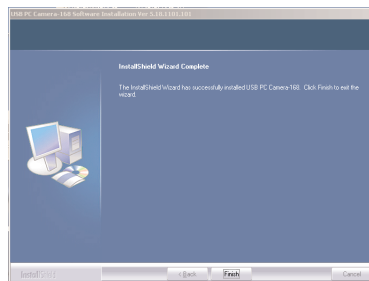 USB PC Camera-168 Software Installation Ver 5.18.1101.101
InstallShield Wizard Complete
The InstallShield Wizard has successfully installed USB PC Camera-168. Click Finish to exit the
wizard.
InstallShield
< Back
Finish
Cancel